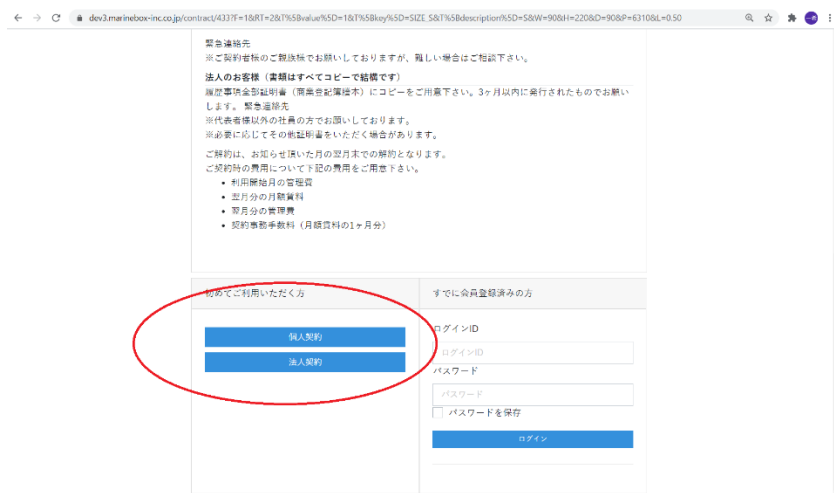 dev3.marinebox-inc.co.jp/contract/433?F=1&RT=2&T%5Bvalue%5D=1&T%5Bkey%5D=SIZE_S&T%5Bdescription%5D=S&W=90&H=220&D=90&P=6310&L=0.50
緊急連絡先
※ご契約者様のご親族様でお願いしておりますが、難しい場合はご相談下さい。
法人のお客様（書類はすべてコピーで結構です）
履歴事項全部証明書（商業登記簿謄本）にコピーをご用意下さい。3ヶ月以内に発行されたものでお願い
します。 緊急連絡先
※代表者様以外の社員の方でお願いしております。
※必要に応じてその他証明書をいただく場合があります。
ご解約は、お知らせ頂いた月の翌月末での解約となります。
ご契約時の費用について下記の費用をご用意下さい。
• 利用開始月の管理費
• 翌月分の月額賃料
• 翌月分の管理費
• 契約事務手数料（月額賃料の1ヶ月分）
初めてご利用いただく方
すでに会員登録済みの方
個人契約
法人契約
ログインID
ログインID
パスワード
パスワード
パスワードを保存
ログイン